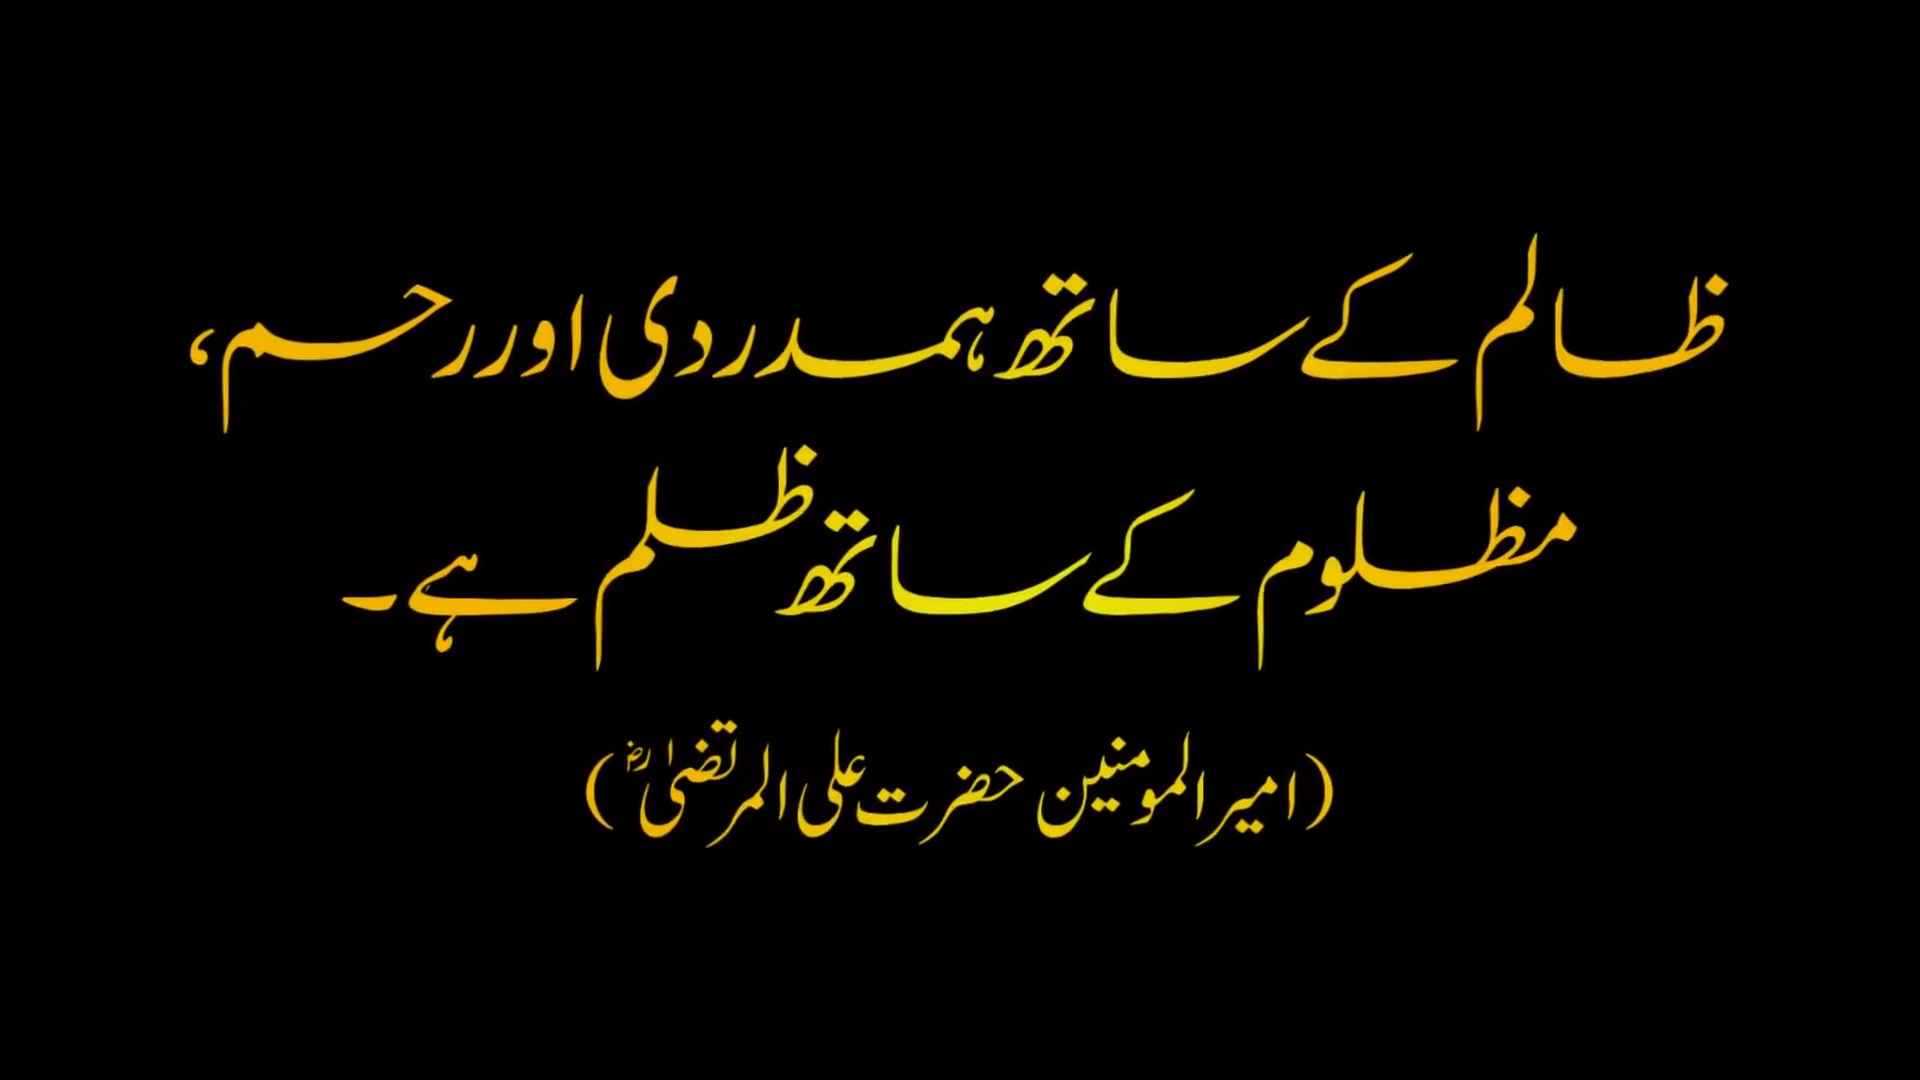 ظالم کے ساتھ ہمدردی اور رحم،
مظلوم کے ساتھ ظلم ہے۔
(امیر المومنین حضرت علی المرتضیٰؓ)